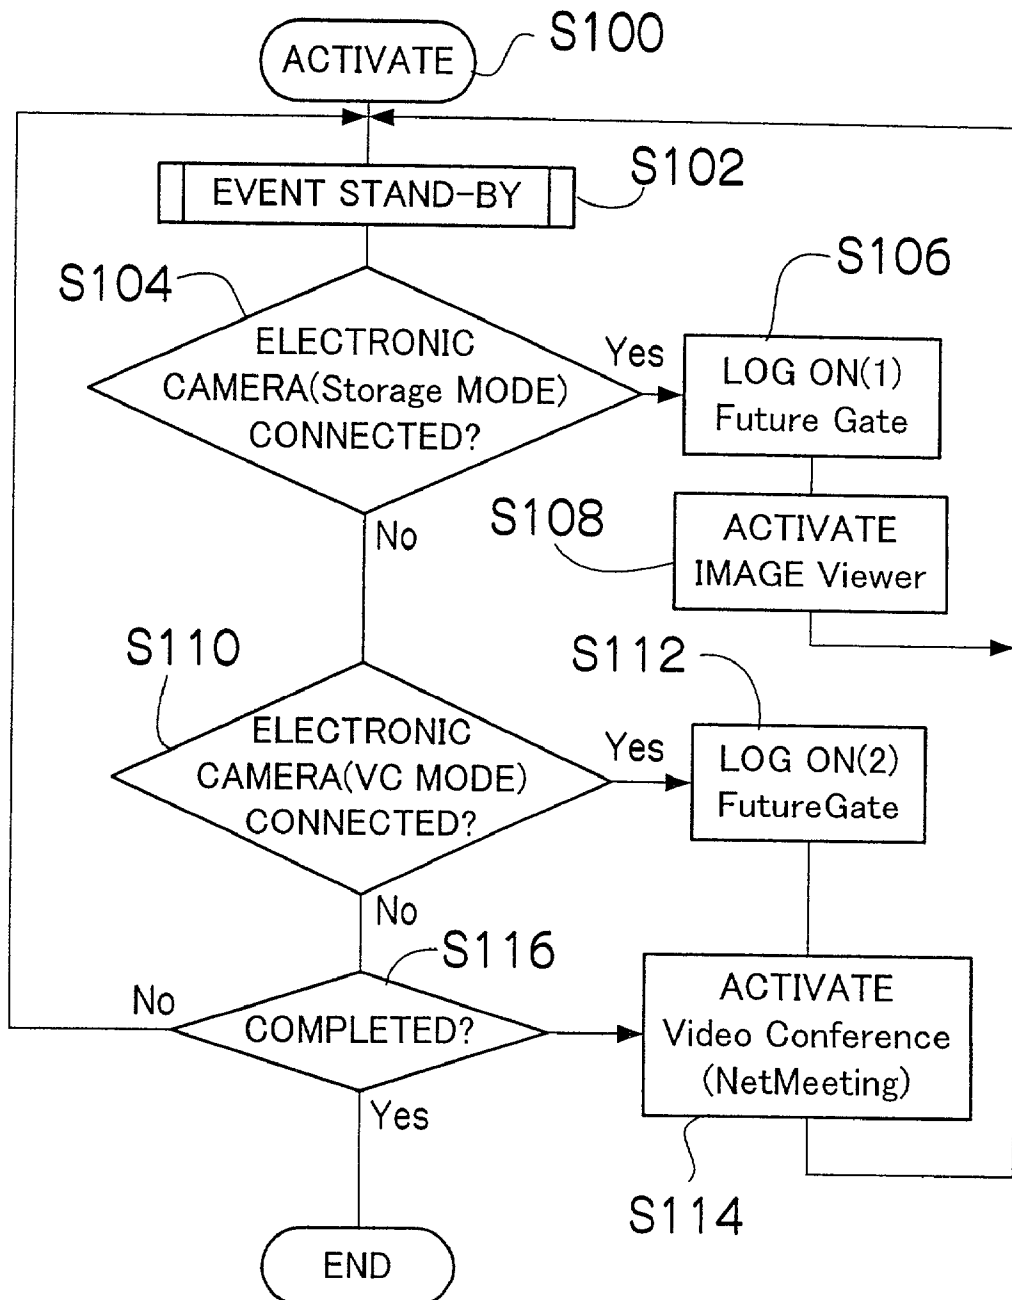 S100
ACTIVATE
S102
EVENT STAND-BY
S104
S106
ELECTRONIC
CAMERA(Storage MODE)
CONNECTED?
Yes
LOG ON(1)
Future Gate
No
S108
ACTIVATE
IMAGE Viewer
S110
S112
ELECTRONIC
CAMERA(VC MODE)
CONNECTED?
Yes
LOG ON(2)
FutureGate
No
S116
No
COMPLETED?
ACTIVATE
Video Conference
(NetMeeting)
Yes
S114
END